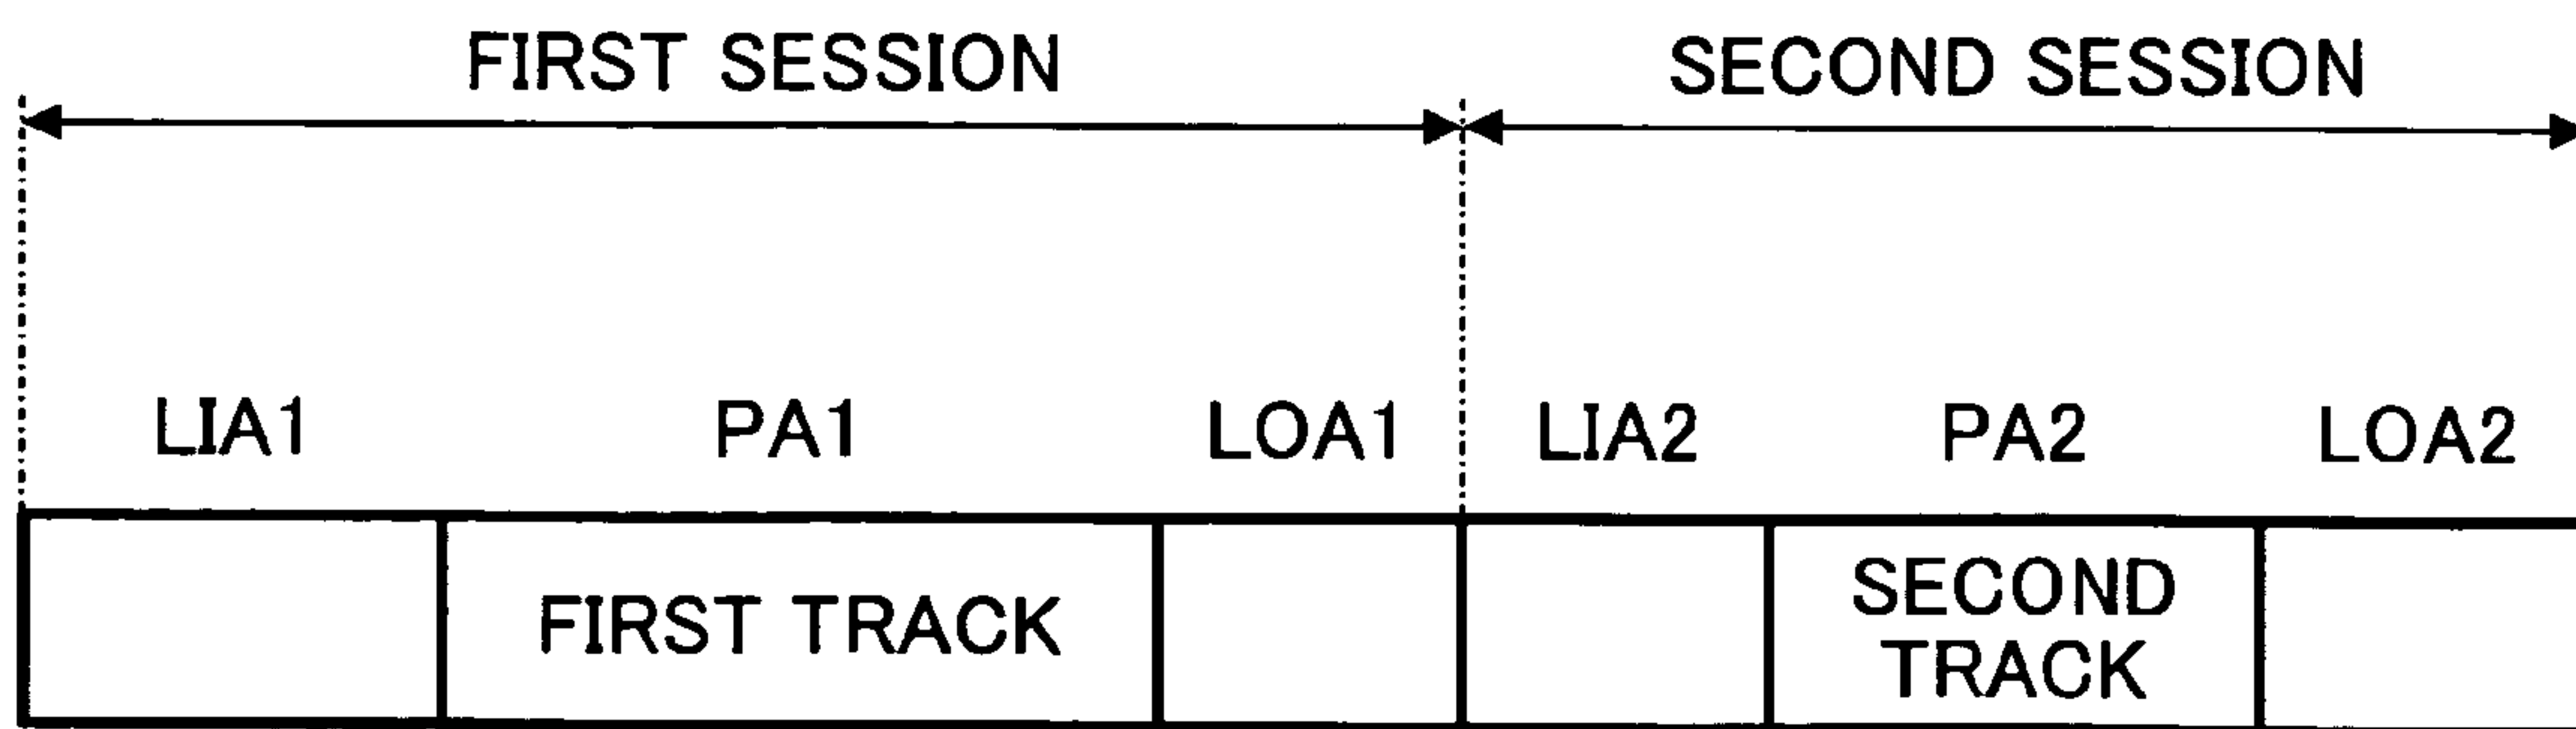 FIRST SESSION
SECOND SESSION
LIA1
PA1
LOA1
LIA2
PA2
LOA2
FIRST TRACK
SECOND
TRACK